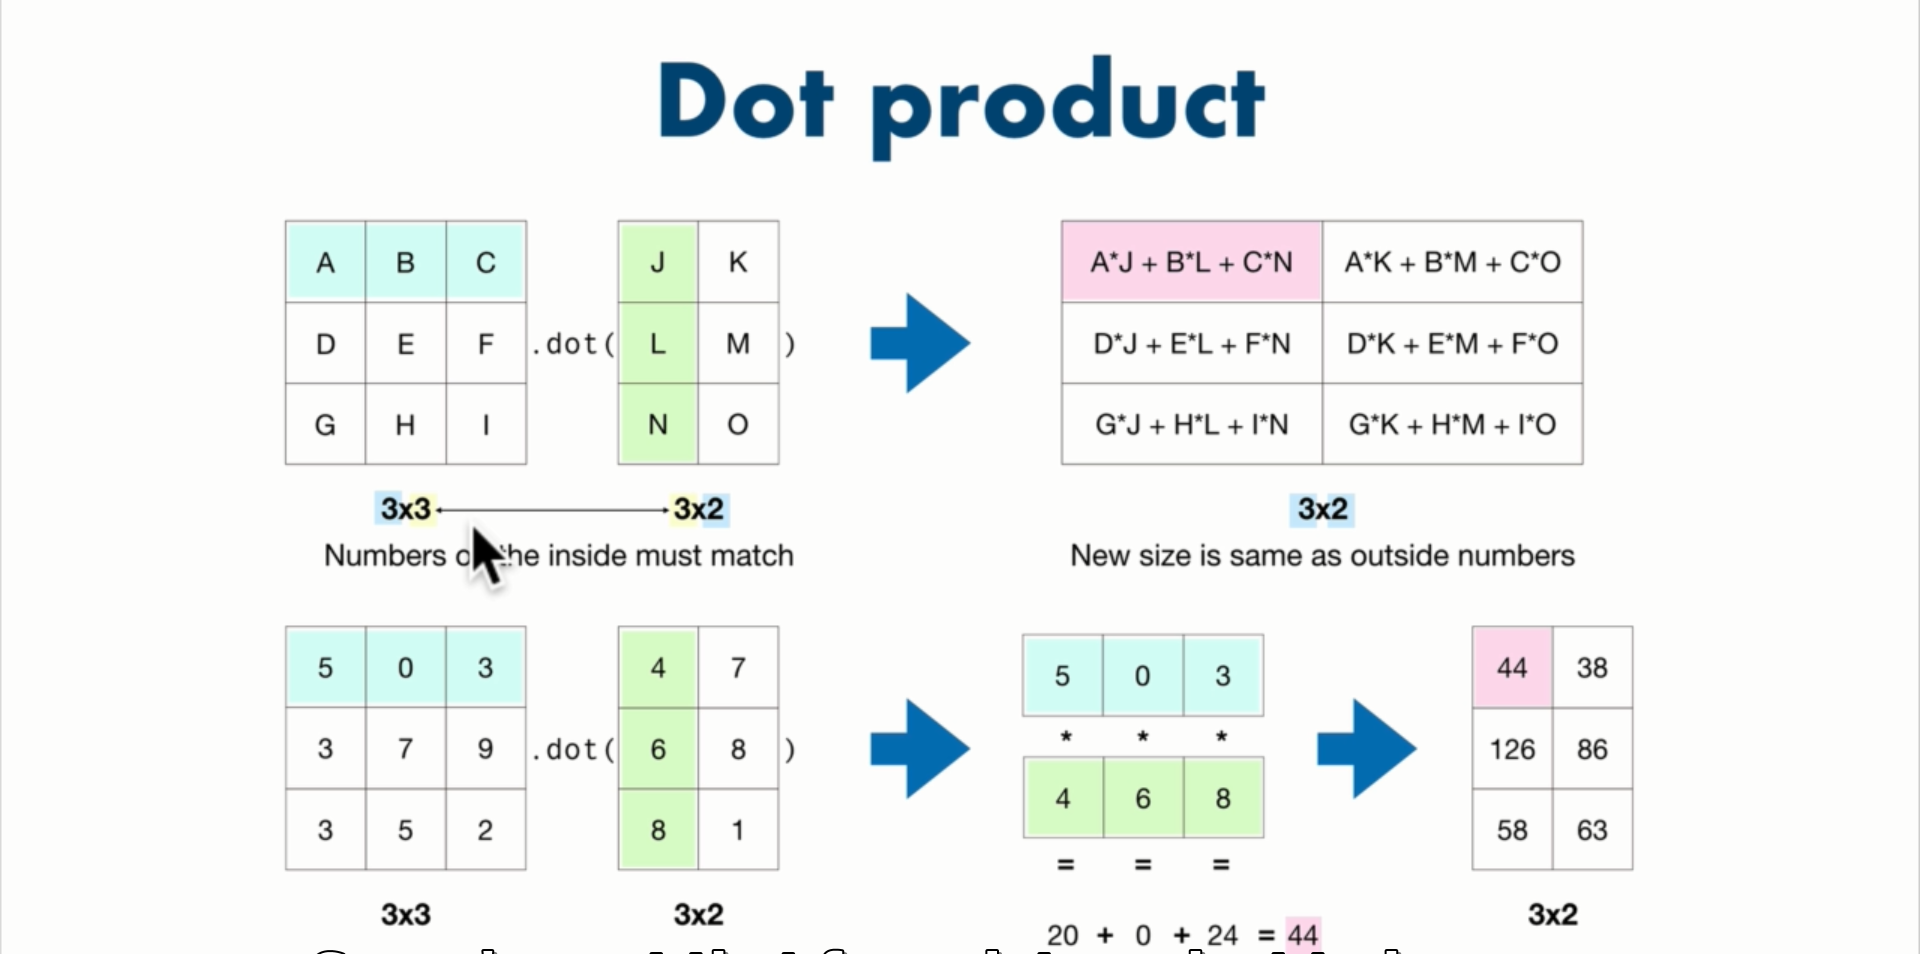 Dot product
A B C
J K
A*J + B*L + C*N A*K + B*M + C*O
D E F .dot( L M )
D*J + E*L + F*N D*K + E*M + F*O
G H I
N O
G*J + H*L + I*N G*K + H*M + I*O
3x3 3x2
3x2
Numbers the inside must match
New size is same as outside numbers
5 0 3
4 7
5 0 3
44 38
* * *
3 7 9 .dot( 6 8 )
4 6 8
126 86
3 5 2
8 1
= = =
58 63
3x3
3x2
20 + 0 + 24 = 44
3x2